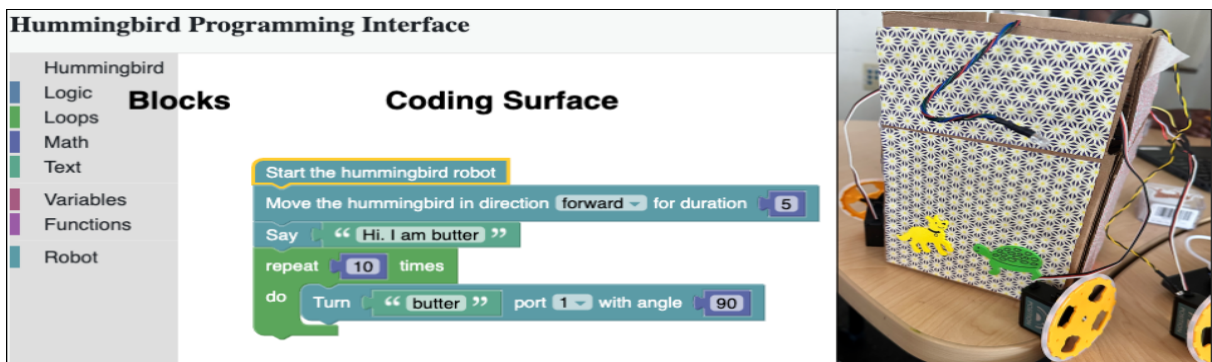 Hummingbird Programming Interface
Hummingbird
Logic
Loops
Math
Text
Variables
Functions
Robot
Blocks
Coding Surface
Start the hummingbird robot
Move the hummingbird in direction forward for duration 5
Say “ Hi. I am butter ”
repeat 10 times
do Turn “ butter ” port 1 with angle 90